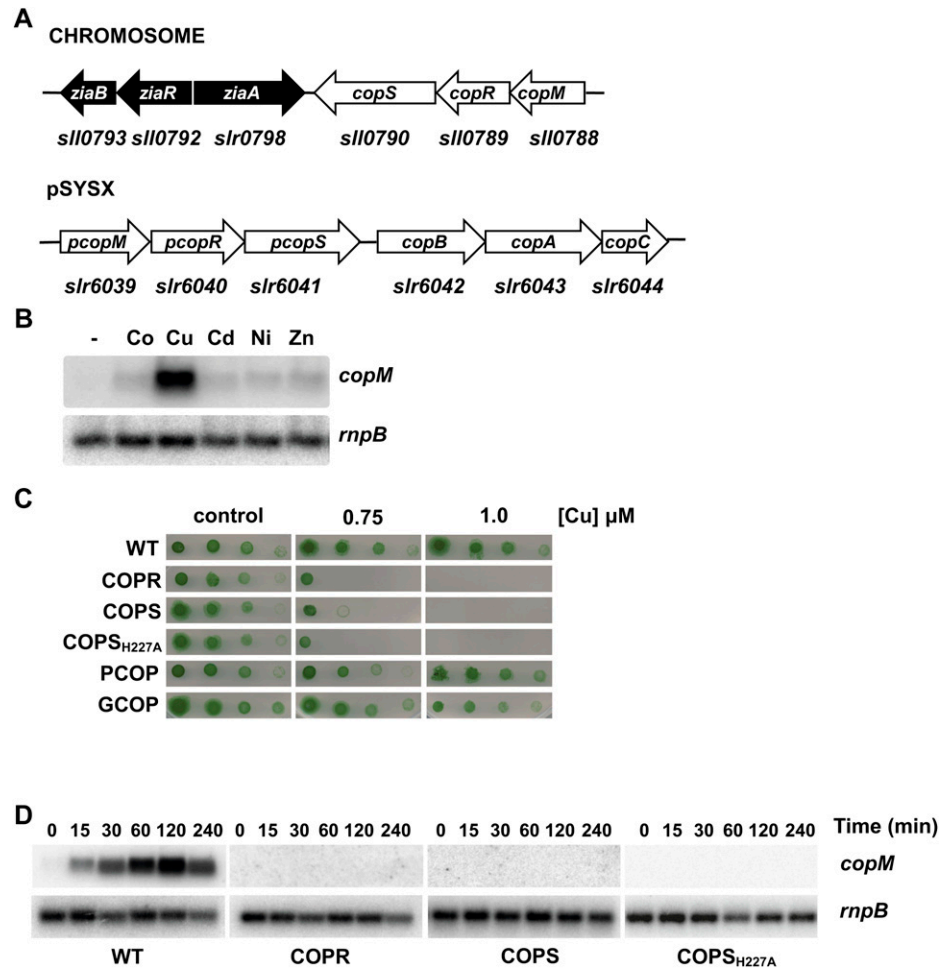 A
CHROMOSOME
ziaB ziaR ziaA copS copR copM
sll0793 sll0792 slr0798 sll0790 sll0789 sll0788
pSYSX
pcopM pcopR pcopS copB copA copC
slr6039 slr6040 slr6041 slr6042 slr6043 slr6044
B
- Co Cu Cd Ni Zn
copM
rnpB
C
control 0.75 1.0 [Cu] µM
WT
COPR
COPS
COPSH227A
PCOP
GCOP
D
0 15 30 60 120 240 0 15 30 60 120 240 0 15 30 60 120 240 0 15 30 60 120 240 Time (min)
copM
rnpB
WT COPR COPS COPSH227A